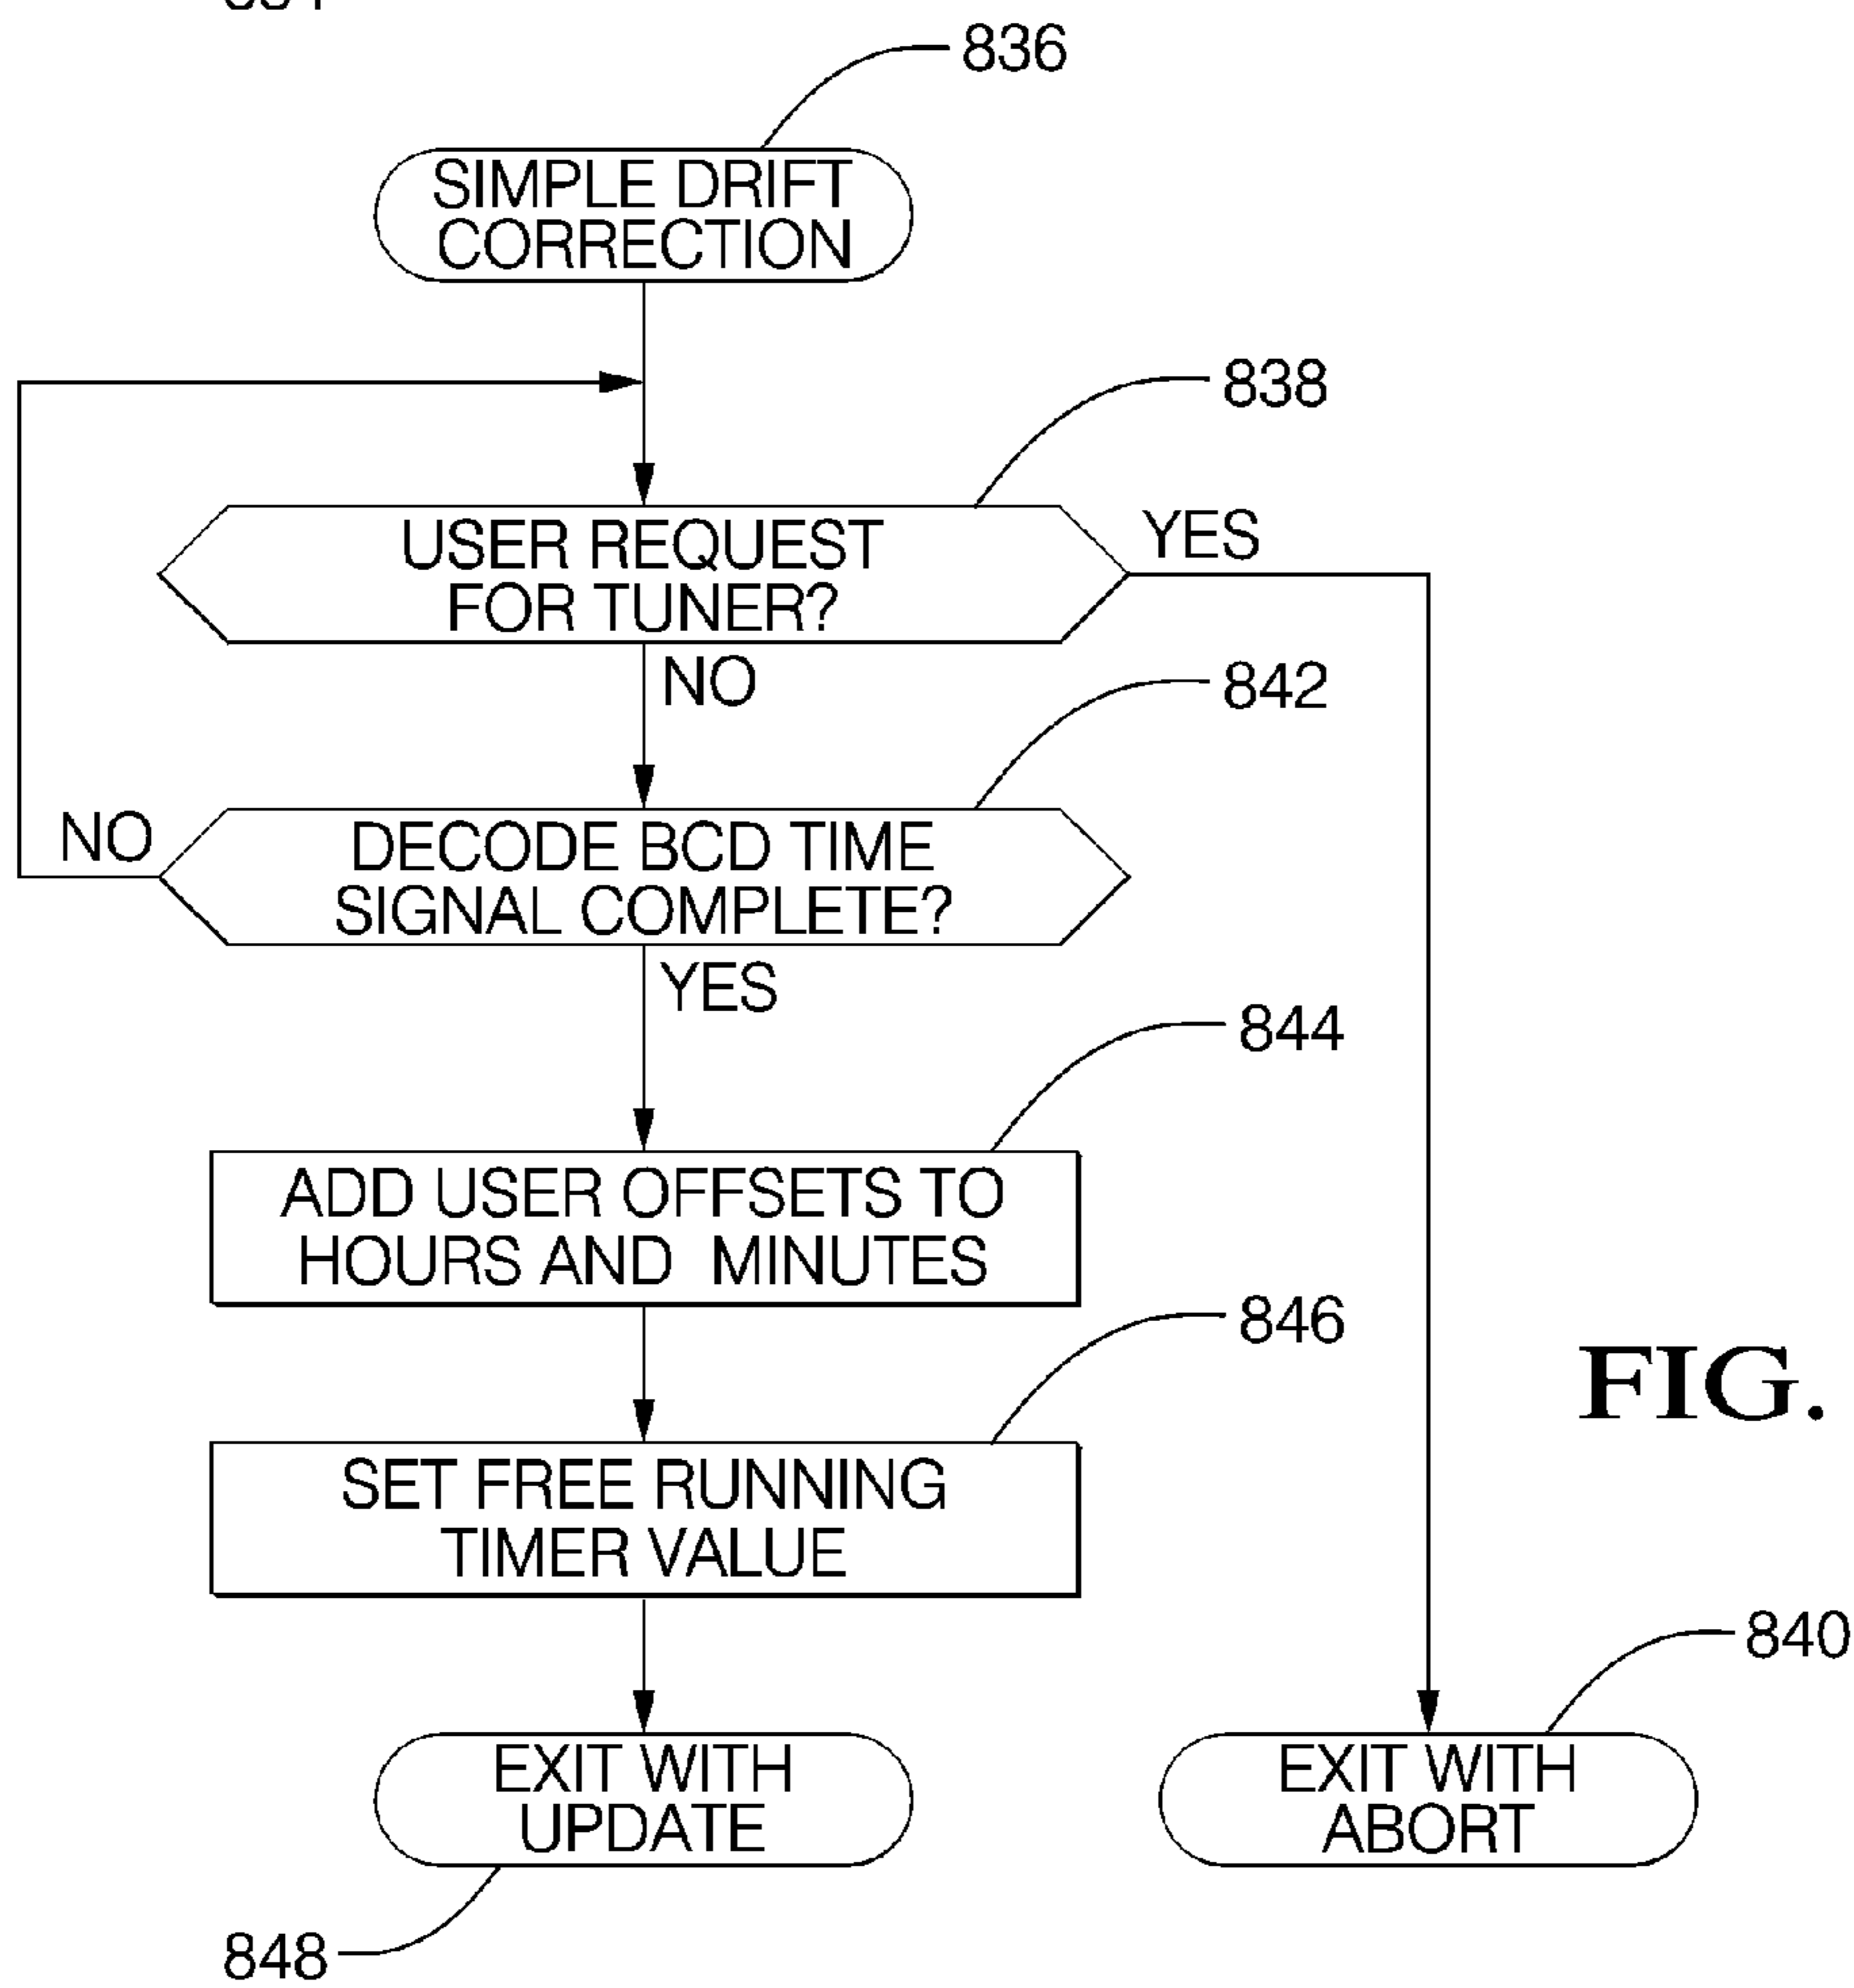 836
SIMPLE DRIFT
CORRECTION
838
USER REQUEST
FOR TUNER?
YES
NO
842
DECODE BCD TIME
SIGNAL COMPLETE?
NO
YES
844
ADD USER OFFSETS TO
HOURS AND MINUTES
846
SET FREE RUNNING
TIMER VALUE
FIG.
840
EXIT WITH
UPDATE
EXIT WITH
ABORT
848